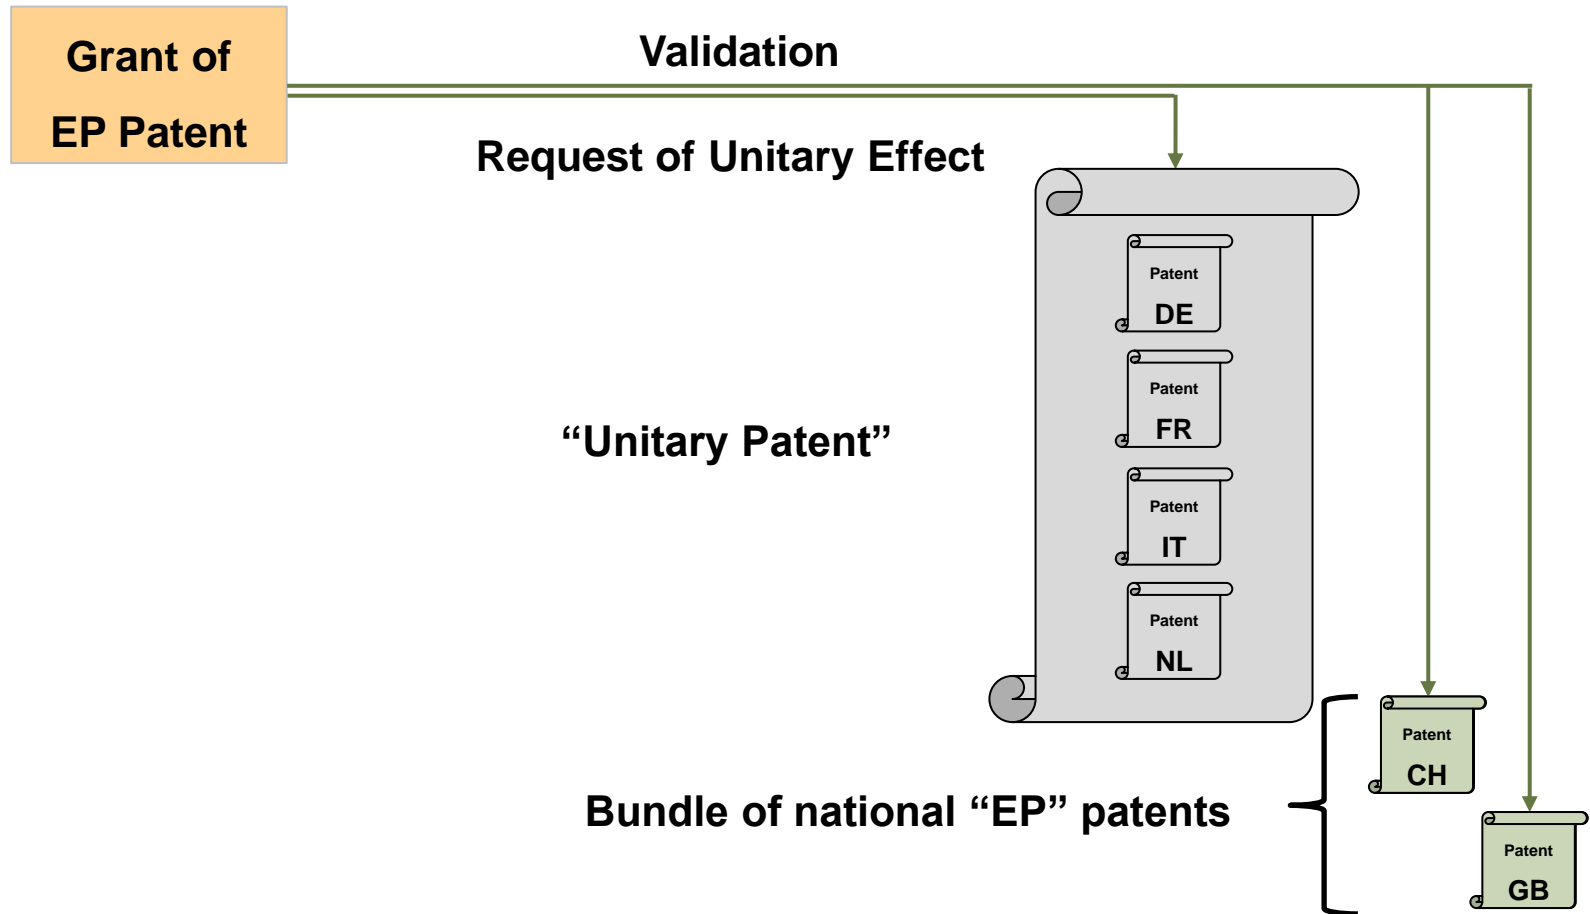 Grant of
EP Patent
Validation
Request of Unitary Effect
Patent
DE
Patent
FR
“Unitary Patent”
Patent
IT
Patent
NL
Patent
CH
Bundle of national “EP” patents
Patent
GB